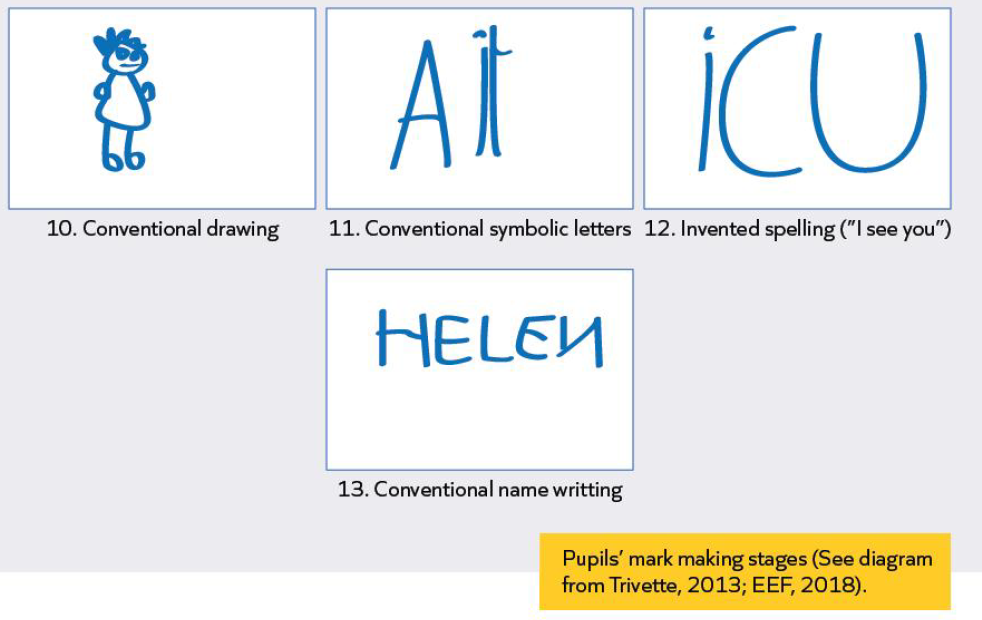 A
iCU
10. Conventional drawing
11. Conventional symbolic letters
12. Invented spelling (”I see you”)
HELEN
13. Conventional name writting
Pupils’ mark making stages (See diagram
from Trivette, 2013; EEF, 2018).